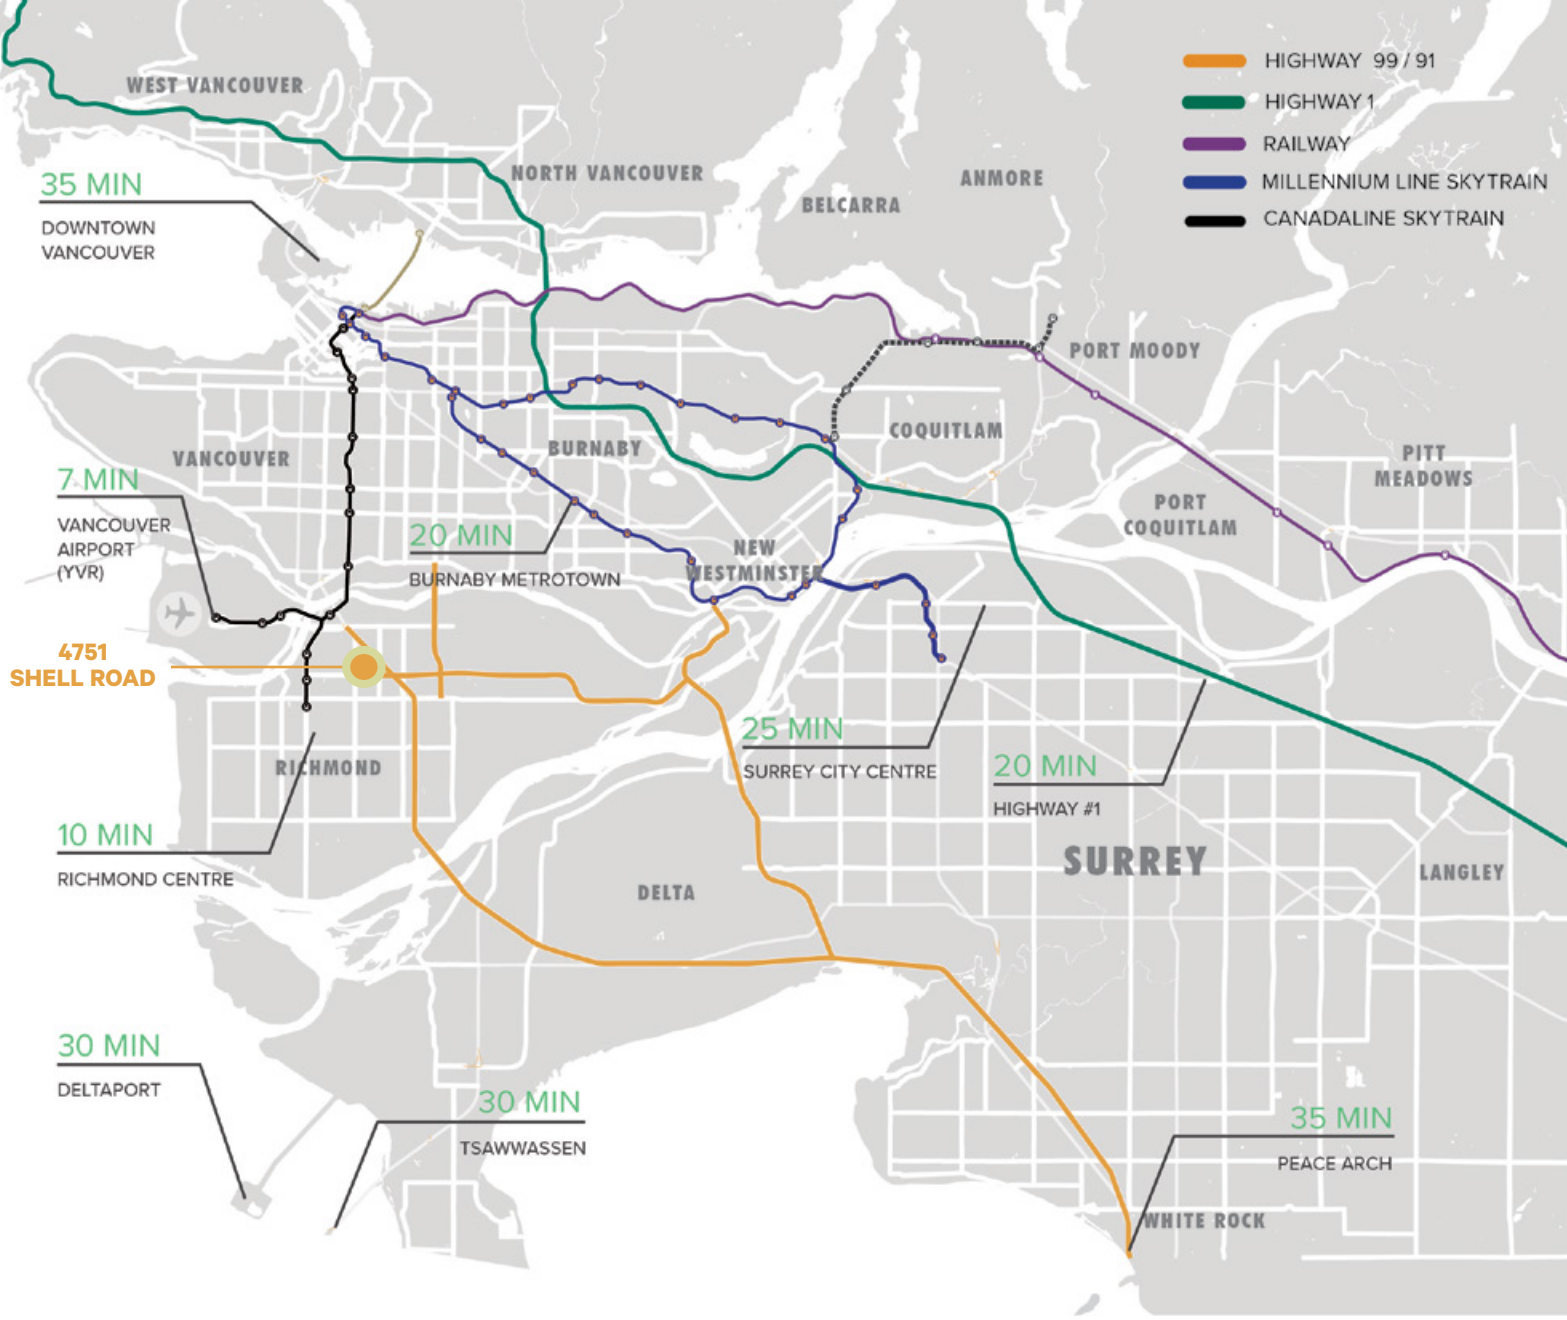 HIGHWAY 99 / 91
HIGHWAY 1
RAILWAY
MILLENNIUM LINE SKYTRAIN
CANADALINE SKYTRAIN
WEST VANCOUVER
NORTH VANCOUVER
BELCARRA
ANMORE
35 MIN
DOWNTOWN
VANCOUVER
PORT MOODY
COQUITLAM
BURNABY
VANCOUVER
PITT
MEADOWS
PORT
COQUITLAM
7 MIN
VANCOUVER
AIRPORT
(YVR)
20 MIN
BURNABY METROTOWN
NEW
WESTMINSTER
4751
SHELL ROAD
25 MIN
SURREY CITY CENTRE
20 MIN
HIGHWAY #1
RICHMOND
10 MIN
RICHMOND CENTRE
SURREY
LANGLEY
DELTA
30 MIN
DELTAPORT
30 MIN
TSAWWASSEN
35 MIN
PEACE ARCH
WHITE ROCK